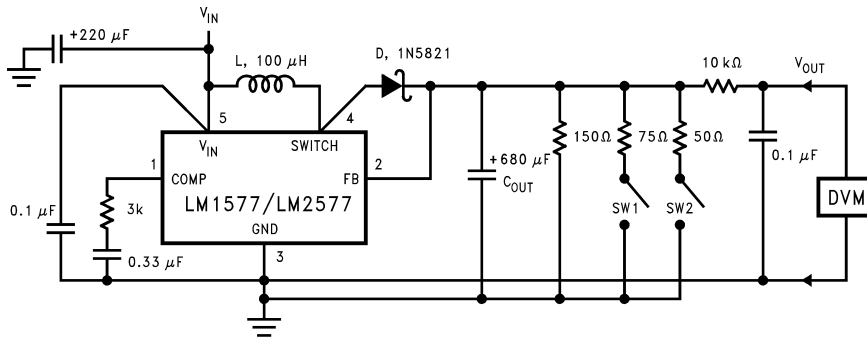 V_IN
+220 μF
L, 100 μH
D, 1N5821
10 kΩ
V_OUT
5
4
V_IN
SWITCH
150Ω
75Ω
50Ω
0.1 μF
1
2
+680 μF
C_OUT
COMP
FB
3k
LM1577/LM2577
DVM
0.1 μF
SW1
SW2
GND
3
0.33 μF